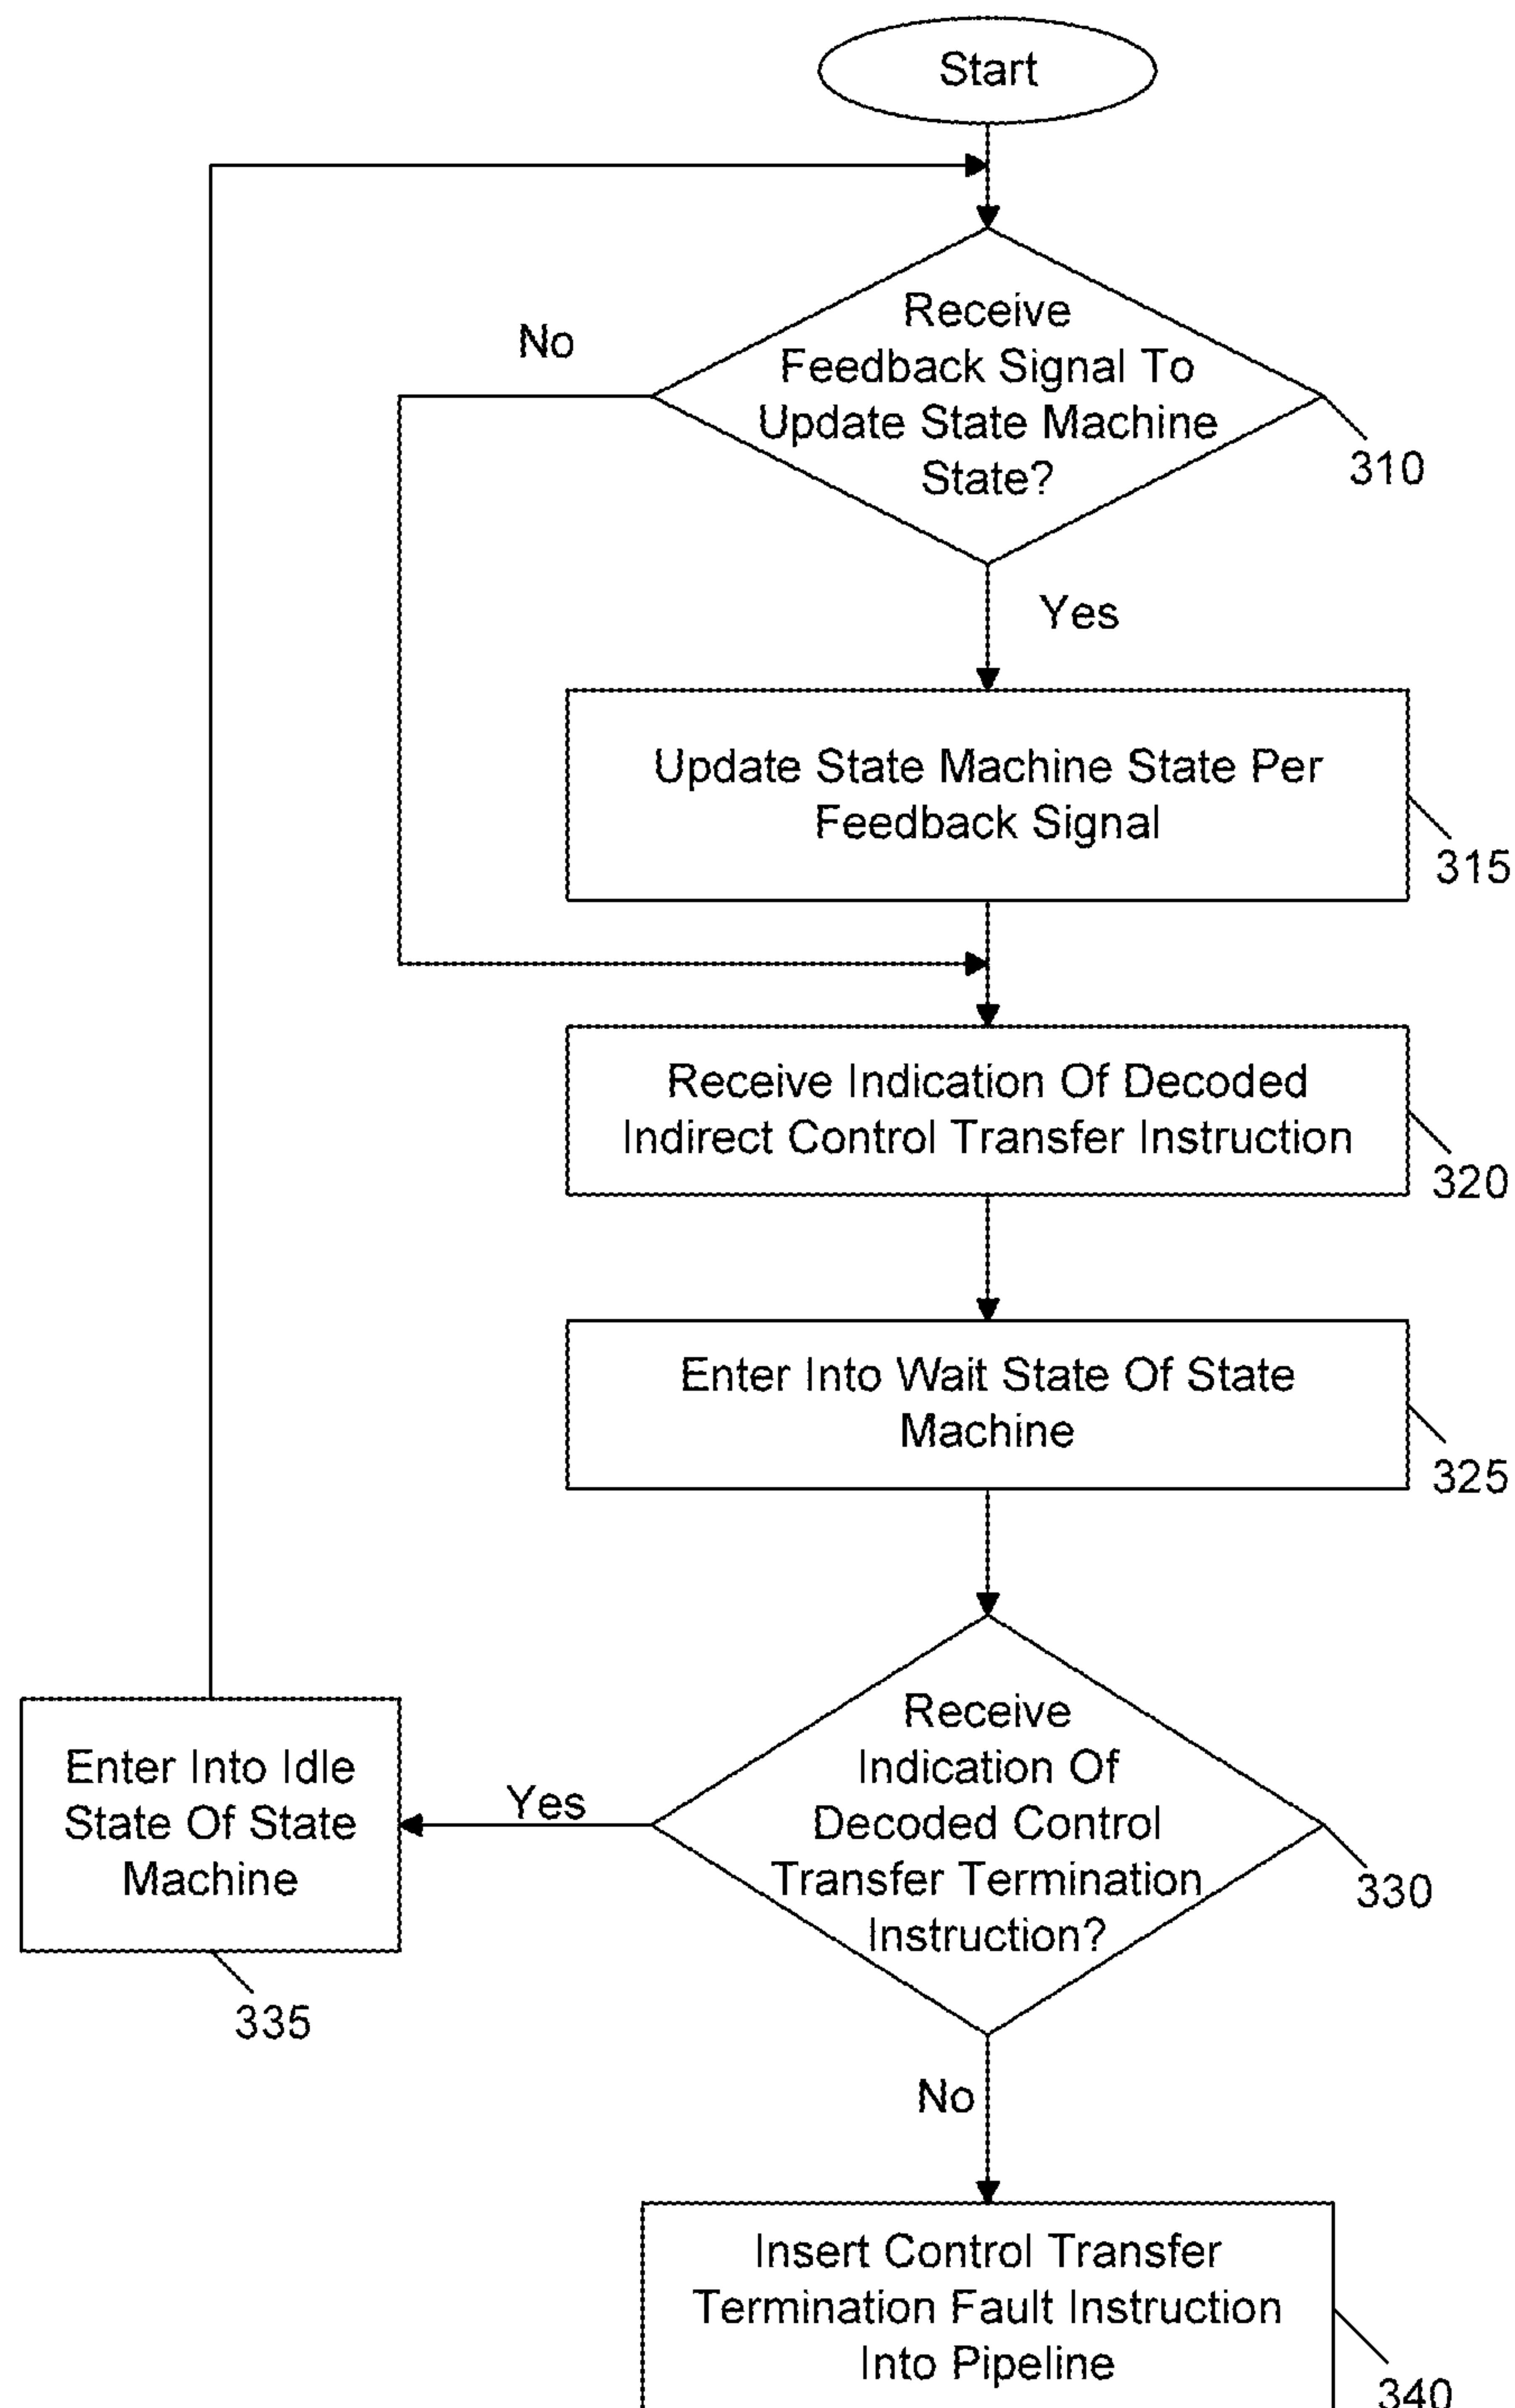 Start
No
Receive
Feedback Signal To
Update State Machine
State?
310
Yes
Update State Machine State Per
Feedback Signal
315
Receive Indication Of Decoded
Indirect Control Transfer Instruction
320
Enter Into Wait State Of State
Machine
325
Receive
Indication Of
Decoded Control
Transfer Termination
Instruction?
330
Yes
Enter Into Idle
State Of State
Machine
335
No
Insert Control Transfer
Termination Fault Instruction
Into Pipeline
340